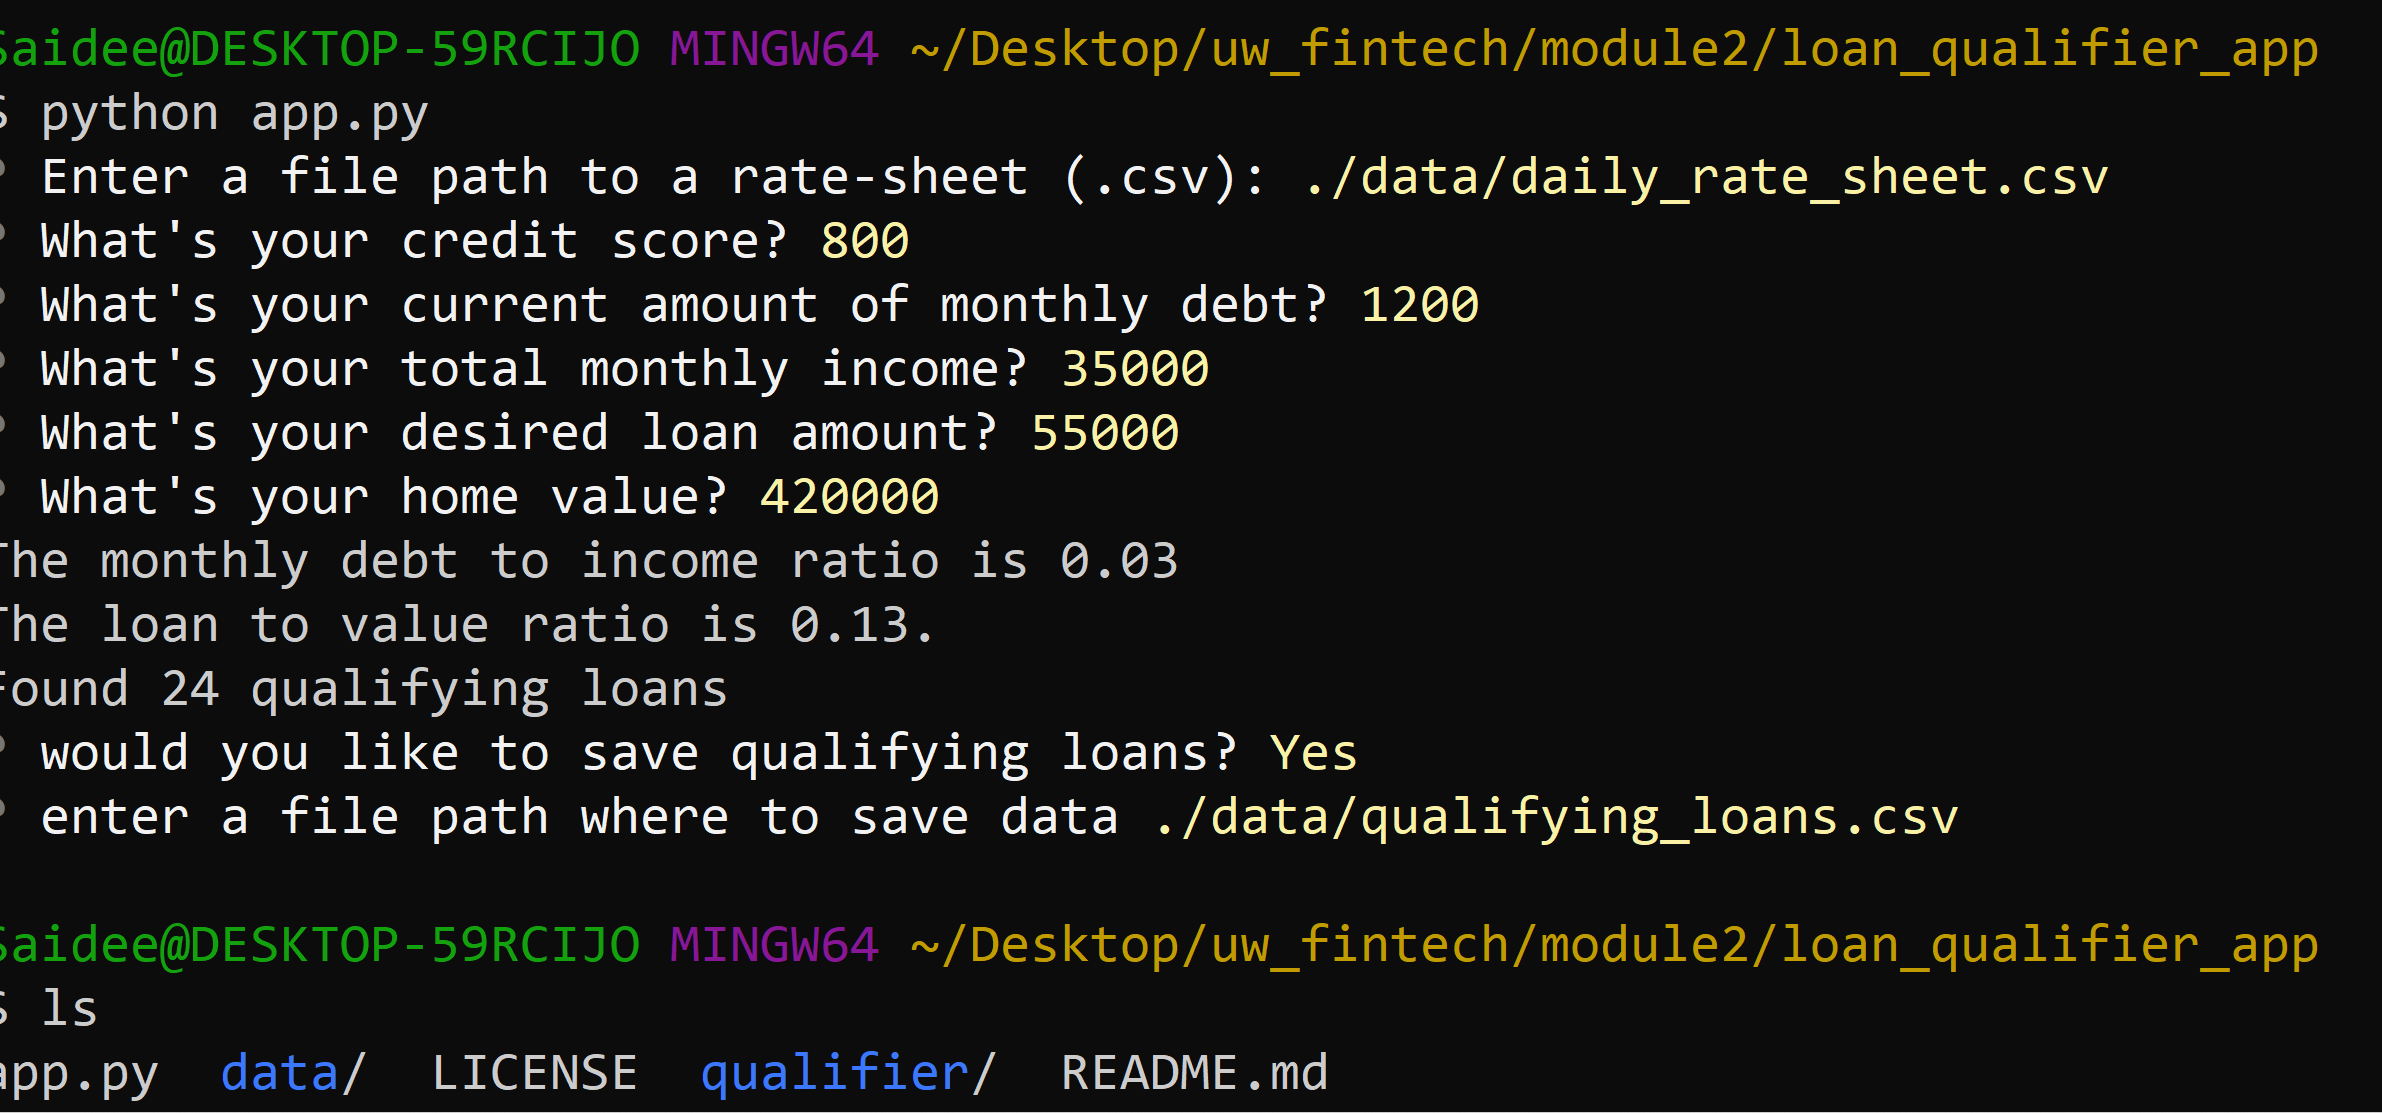 Saidee@DESKTOP-59RCIJO MINGW64 ~/Desktop/uw_fintech/module2/loan_qualifier_app
$ python app.py
? Enter a file path to a rate-sheet (.csv): ./data/daily_rate_sheet.csv
? What's your credit score? 800
? What's your current amount of monthly debt? 1200
? What's your total monthly income? 35000
? What's your desired loan amount? 55000
? What's your home value? 420000
The monthly debt to income ratio is 0.03
The loan to value ratio is 0.13.
Found 24 qualifying loans
? would you like to save qualifying loans? Yes
? enter a file path where to save data ./data/qualifying_loans.csv
Saidee@DESKTOP-59RCIJO MINGW64 ~/Desktop/uw_fintech/module2/loan_qualifier_app
$ ls
app.py  data/  LICENSE  qualifier/  README.md